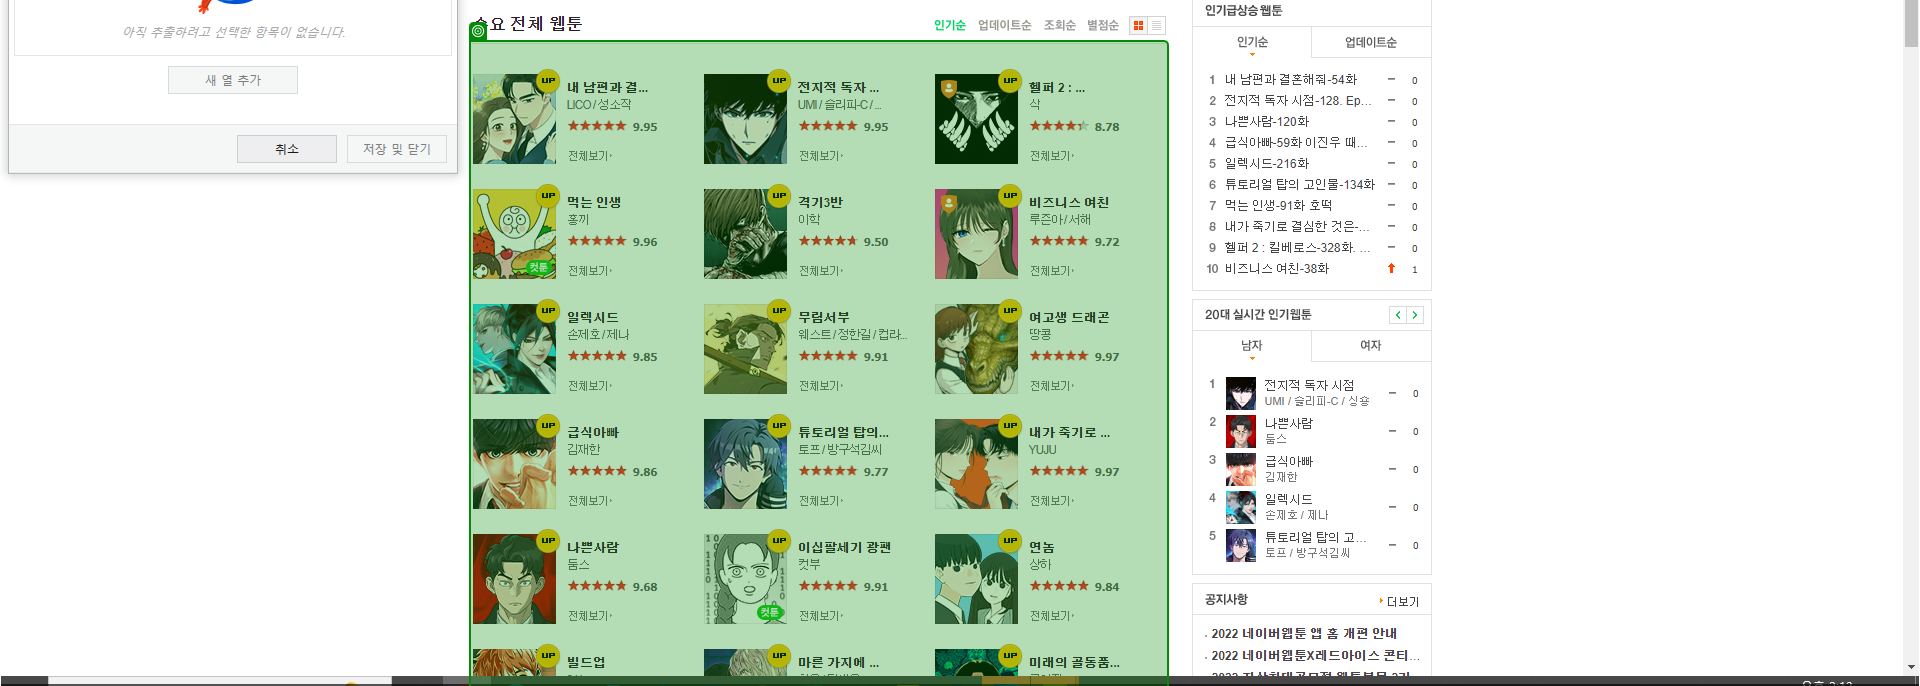 아직 추출하려고 선택한 항목이 없습니다.
새 열 추가
취소
저장 및 닫기
요 전체 웹툰
인기순 업데이트순 조회순 별점순
UP
내 남편과 결...
LICO / 성소작
9.95
전체보기
UP
전지적 독자 ...
UMI / 슬리피-C / ...
9.95
전체보기
UP
헬퍼 2 : ...
삭
8.78
전체보기
UP
컷툰
먹는 인생
홍끼
9.96
전체보기
UP
격기3반
이학
9.50
전체보기
UP
비즈니스 여친
루즌아 / 서해
9.72
전체보기
UP
일렉시드
손제호 / 제나
9.85
전체보기
UP
무림서부
웨스트 / 정한길 / 컵라...
9.91
전체보기
UP
여고생 드래곤
땅콩
9.97
전체보기
UP
급식아빠
김재한
9.86
전체보기
UP
튜토리얼 탑의...
토프 / 방구석김씨
9.77
전체보기
UP
내가 죽기로 ...
YUJU
9.97
전체보기
UP
나쁜사람
둠스
9.68
전체보기
UP
컷툰
이십팔세기 광팬
컷부
9.91
전체보기
UP
연놈
상하
9.84
전체보기
UP
빌드업
UP
마른 가지에 ...
UP
미래의 골동품...
인기급상승 웹툰
인기순 업데이트순
1 내 남편과 결혼해줘-54화 0
2 전지적 독자 시점-128. Ep... 0
3 나쁜사람-120화 0
4 급식아빠-59화 이진우 때... 0
5 일렉시드-216화 0
6 튜토리얼 탑의 고인물-134화 0
7 먹는 인생-91화 호떡 0
8 내가 죽기로 결심한 것은-... 0
9 헬퍼 2 : 킬베로스-328화. ... 0
10 비즈니스 여친-38화 1
20대 실시간 인기웹툰
남자 여자
1 전지적 독자 시점 0
UMI / 슬리피-C / 싱숑
2 나쁜사람 0
둠스
3 급식아빠 0
김재한
4 일렉시드 0
손제호 / 제나
5 튜토리얼 탑의 고... 0
토프 / 방구석김씨
공지사항 더보기
2022 네이버웹툰 앱 홈 개편 안내
2022 네이버웹툰X레드아이스 콘터...